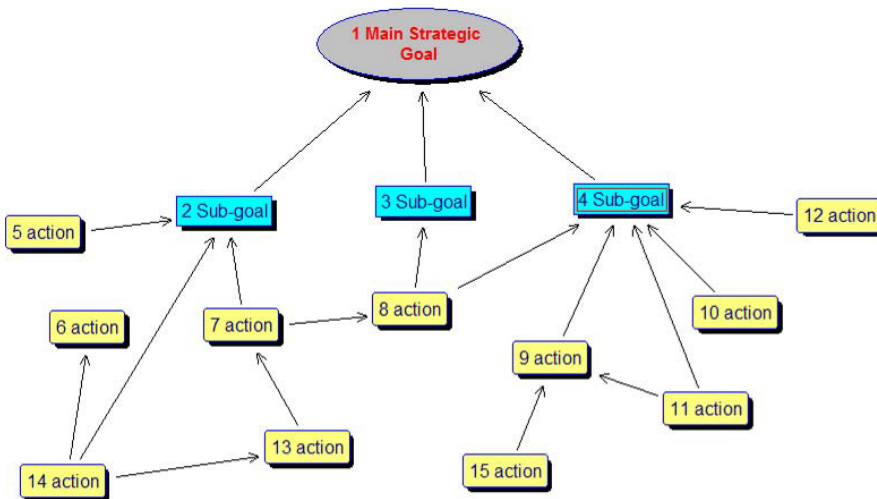 1 Main Strategic
Goal
2 Sub-goal
3 Sub-goal
4 Sub-goal
5 action
12 action
6 action
7 action
8 action
10 action
9 action
11 action
13 action
14 action
15 action